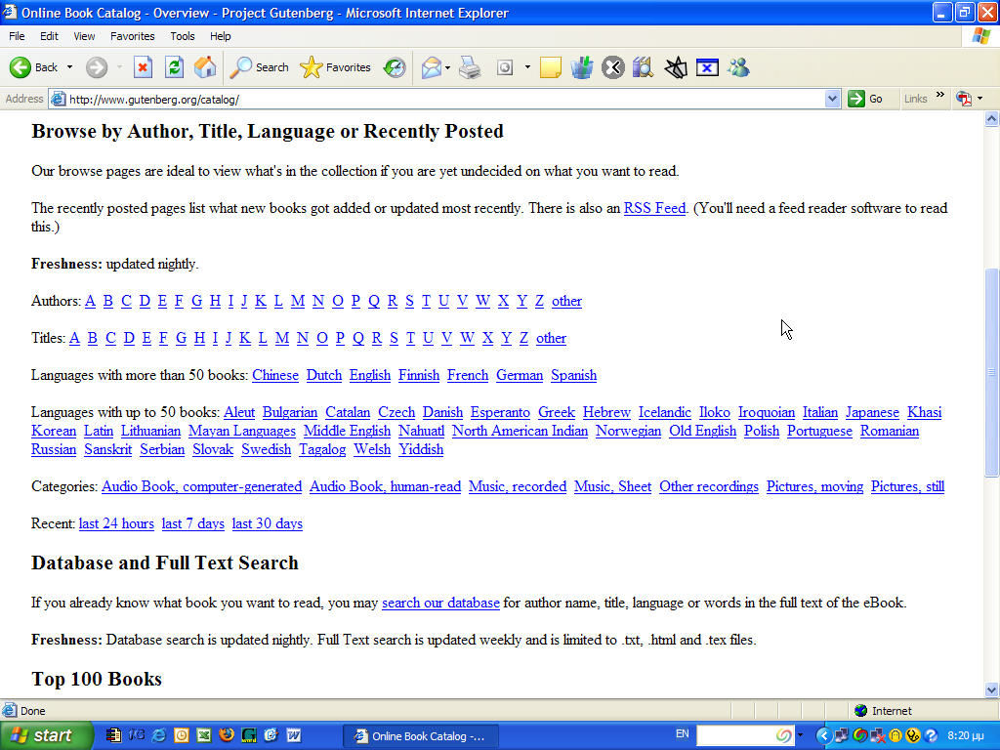 Online Book Catalog - Overview - Project Gutenberg - Microsoft Internet Explorer
File Edit View Favorites Tools Help
Back Search Favorites
Address http://www.gutenberg.org/catalog/ Go Links »
Browse by Author, Title, Language or Recently Posted
Our browse pages are ideal to view what's in the collection if you are yet undecided on what you want to read.
The recently posted pages list what new books got added or updated most recently. There is also an RSS Feed. (You'll need a feed reader software to read
this.)
Freshness: updated nightly.
Authors: A B C D E F G H I J K L M N O P Q R S T U V W X Y Z other
Titles: A B C D E F G H I J K L M N O P Q R S T U V W X Y Z other
Languages with more than 50 books: Chinese Dutch English Finnish French German Spanish
Languages with up to 50 books: Aleut Bulgarian Catalan Czech Danish Esperanto Greek Hebrew Icelandic Iloko Iroquoian Italian Japanese Khasi
Korean Latin Lithuanian Mayan Languages Middle English Nahuatl North American Indian Norwegian Old English Polish Portuguese Romanian
Russian Sanskrit Serbian Slovak Swedish Tagalog Welsh Yiddish
Categories: Audio Book, computer-generated Audio Book, human-read Music, recorded Music, Sheet Other recordings Pictures, moving Pictures, still
Recent: last 24 hours last 7 days last 30 days
Database and Full Text Search
If you already know what book you want to read, you may search our database for author name, title, language or words in the full text of the eBook.
Freshness: Database search is updated nightly. Full Text search is updated weekly and is limited to .txt, .html and .tex files.
Top 100 Books
Done Internet
start Online Book Catalog -... EN 8:20 μμ